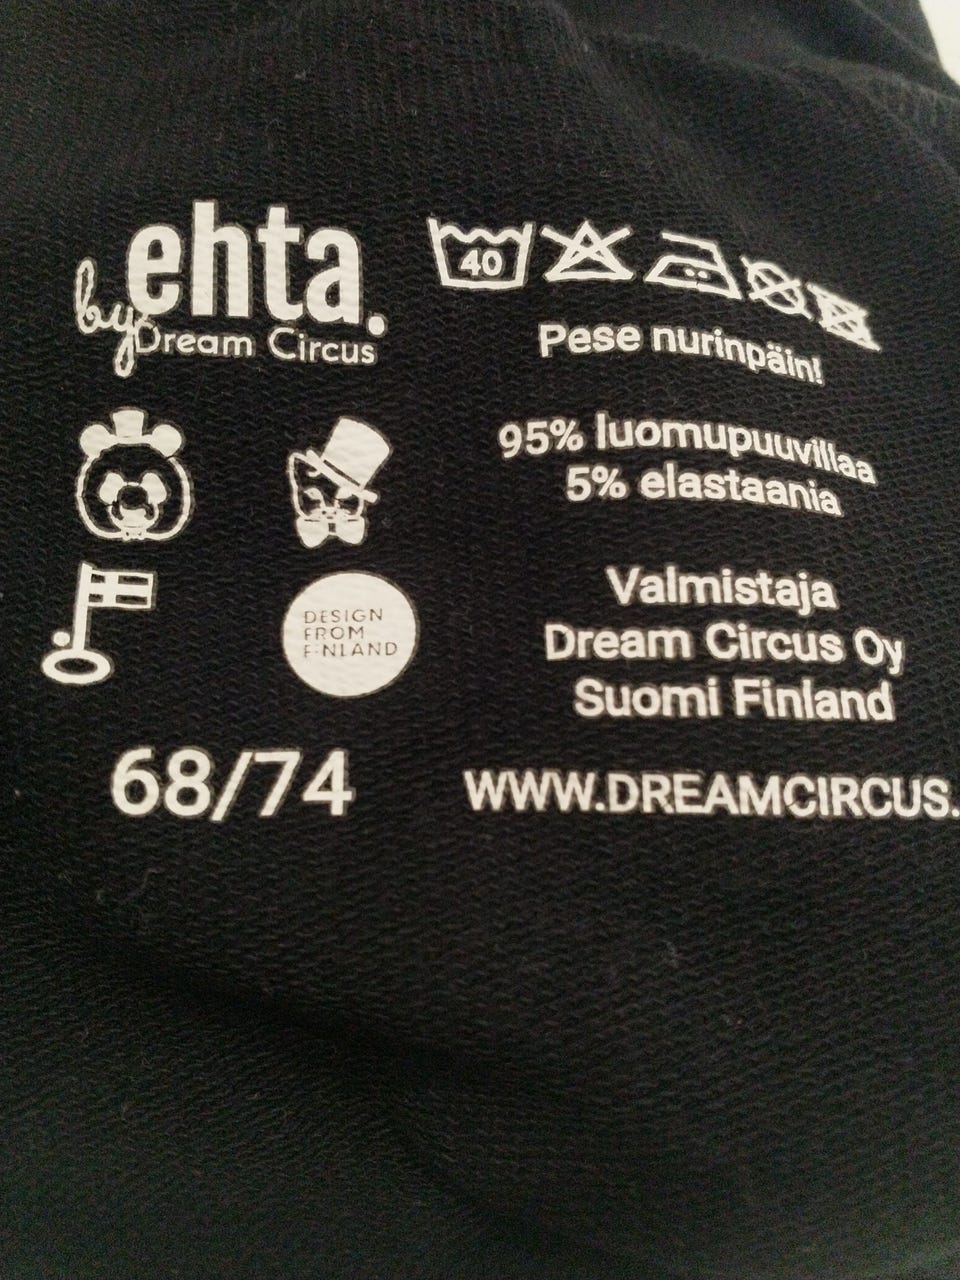 ehta.
by Dream Circus
40
Pese nurinpäin!
95% luomupuuvillaa
5% elastaania
DESIGN
FROM
FINLAND
Valmistaja
Dream Circus Oy
Suomi Finland
68/74
WWW.DREAMCIRCUS.